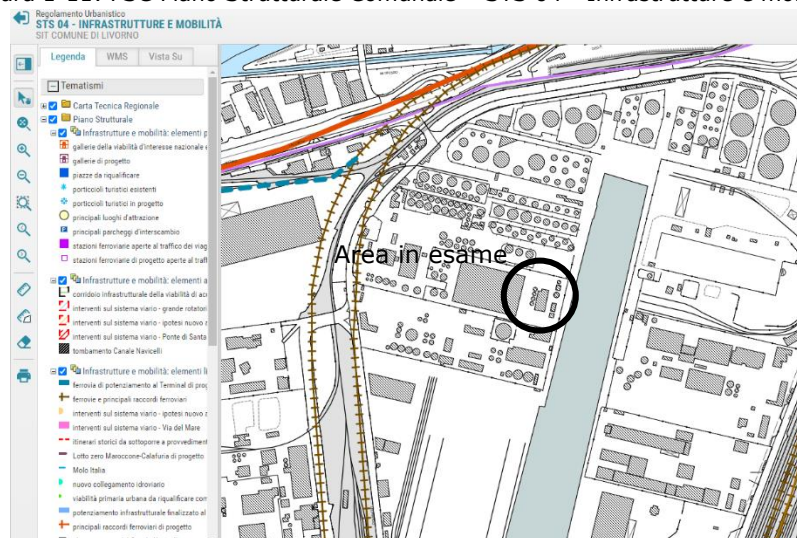 Regolamento Urbanistico
STS 04 - INFRASTRUTTURE E MOBILITÀ
SIT COMUNE DI LIVORNO
Legenda WMS Vista Su
Tematismi
Carta Tecnica Regionale
Piano Strutturale
Infrastrutture e mobilità: elementi p
gallerie della viabilità d'interesse nazionale e
gallerie di progetto
piazze da riqualificare
porticcioli turistici esistenti
porticcioli turistici in progetto
principali luoghi d'attrazione
principali parcheggi d'interscambio
stazioni ferroviarie aperte al traffico dei viag
stazioni ferroviarie di progetto aperte al traff
Infrastrutture e mobilità: elementi a
corridoio infrastrutturale della viabilità di acc
interventi sul sistema viario - grande rotatori
interventi sul sistema viario - ipotesi nuovo s
interventi sul sistema viario - Ponte di Santa
tombamento Canale Navicelli
Infrastrutture e mobilità: elementi li
ferrovia di potenziamento al Terminal di prog
ferrovie e principali raccordi ferroviari
interventi sul sistema viario - ipotesi nuovo s
interventi sul sistema viario - Via del Mare
itinerari storici da sottoporre a provvediment
Lotto zero Maroccone-Calafuria di progetto
Molo Italia
nuovo collegamento idroviario
viabilità primaria urbana da riqualificare con
potenziamento infrastrutturale finalizzato al
principali raccordi ferroviari di progetto
Area in esame